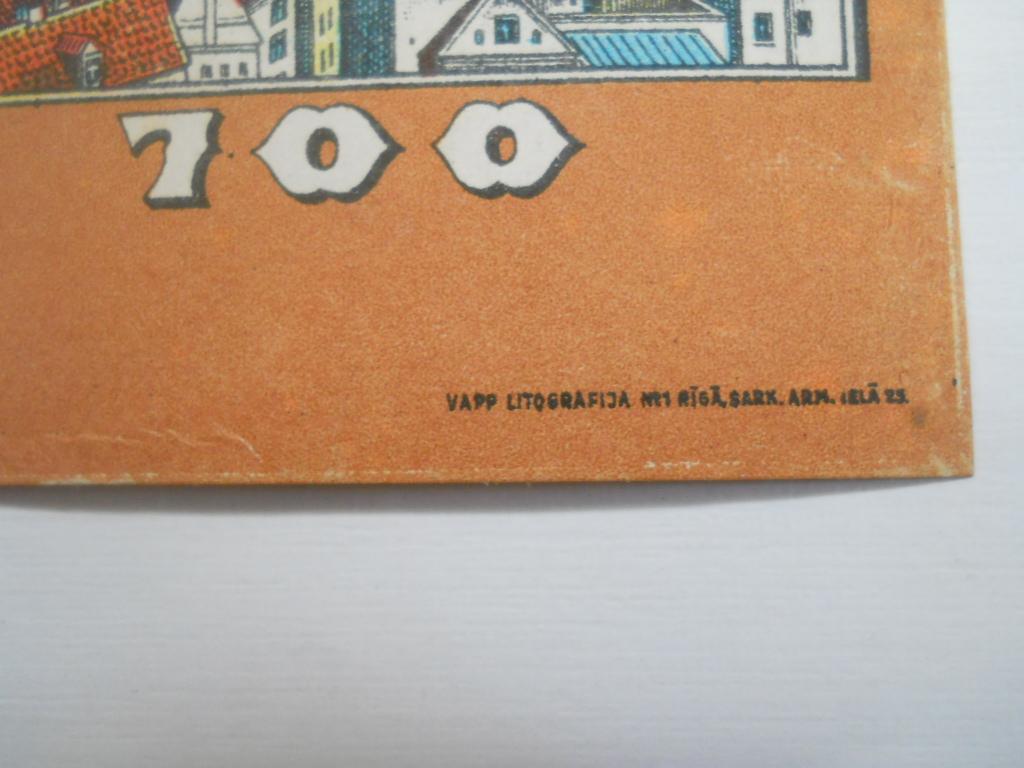 700
VAPP LITOGRAFIJA №1 RĪGĀ, SARK. ARM. IELĀ 23.